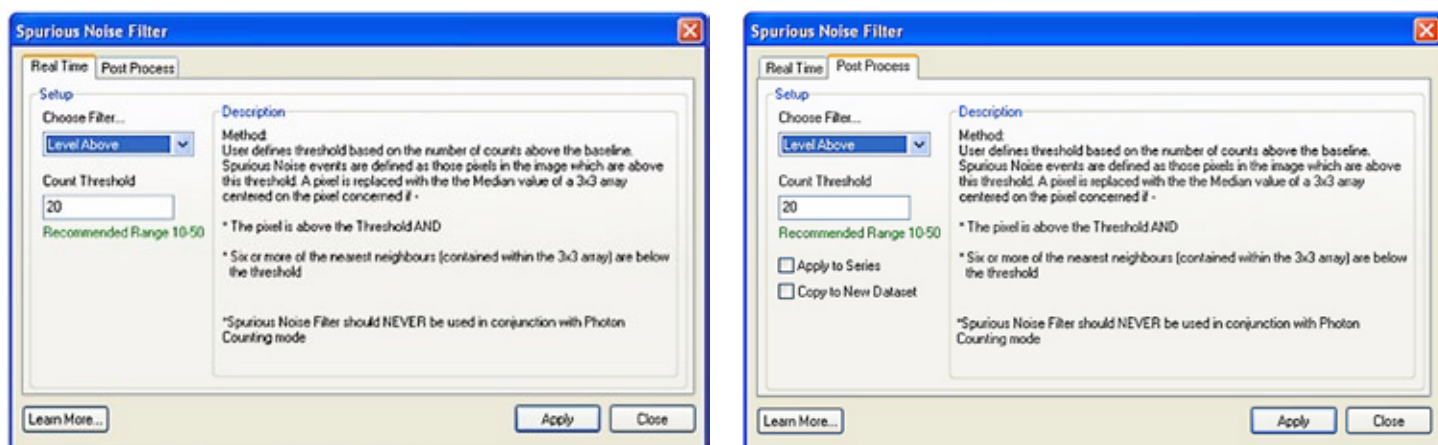 Spurious Noise Filter
Real Time Post Process
Setup
Choose Filter...
Level Above
Count Threshold
20
Recommended Range 10-50
Description
Method:
User defines threshold based on the number of counts above the baseline.
Spurious Noise events are defined as those pixels in the image which are above
this threshold. A pixel is replaced with the the Median value of a 3x3 array
centered on the pixel concerned if -
* The pixel is above the Threshold AND
* Six or more of the nearest neighbours (contained within the 3x3 array) are below
the threshold
*Spurious Noise Filter should NEVER be used in conjunction with Photon
Counting mode
Learn More...
Apply
Close
Spurious Noise Filter
Real Time Post Process
Setup
Choose Filter...
Level Above
Count Threshold
20
Recommended Range 10-50
Apply to Series
Copy to New Dataset
Description
Method:
User defines threshold based on the number of counts above the baseline.
Spurious Noise events are defined as those pixels in the image which are above
this threshold. A pixel is replaced with the the Median value of a 3x3 array
centered on the pixel concerned if -
* The pixel is above the Threshold AND
* Six or more of the nearest neighbours (contained within the 3x3 array) are below
the threshold
*Spurious Noise Filter should NEVER be used in conjunction with Photon
Counting mode
Learn More...
Apply
Close